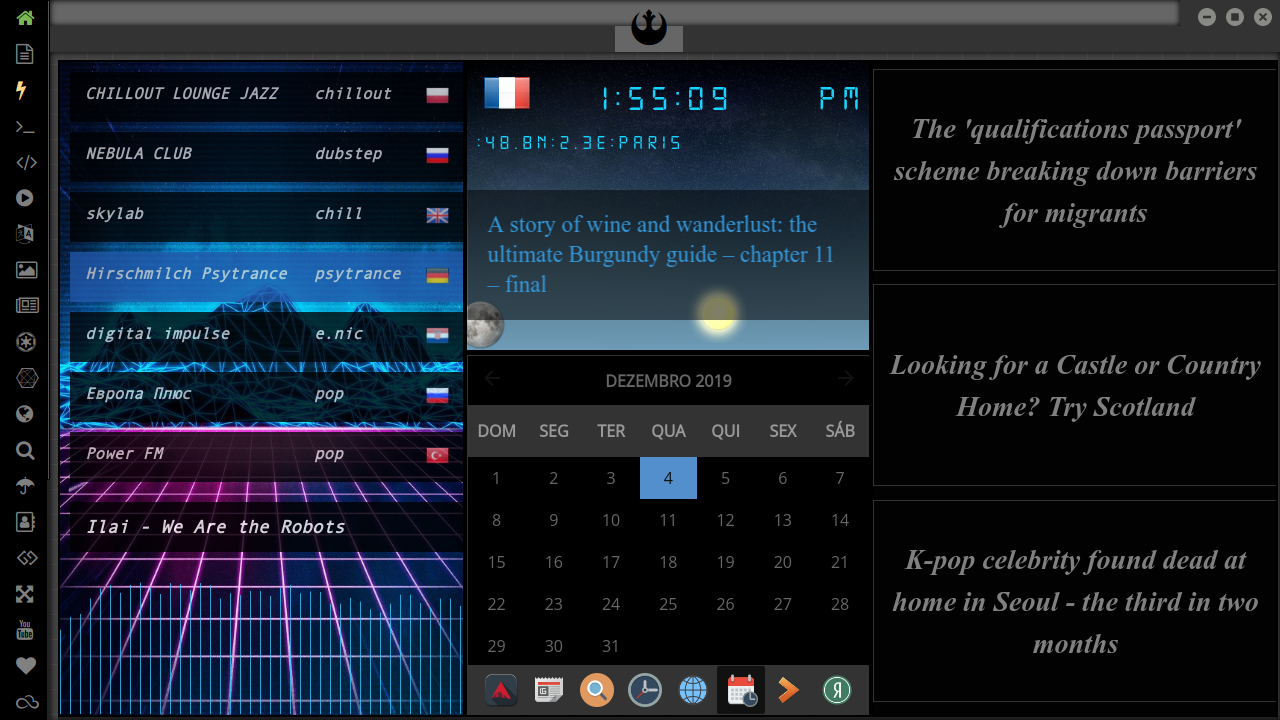 CHILLOUT LOUNGE JAZZ chillout
NEBULA CLUB dubstep
skylab chill
Hirschmilch Psytrance psytrance
digital impulse e.nic
Европа Плюс pop
Power FM pop
Ilai - We Are the Robots
1:55:09 PM
:48.8N:2.3E:PARIS
A story of wine and wanderlust: the
ultimate Burgundy guide – chapter 11
– final
DEZEMBRO 2019
DOM SEG TER QUA QUI SEX SÁB
1 2 3 4 5 6 7
8 9 10 11 12 13 14
15 16 17 18 19 20 21
22 23 24 25 26 27 28
29 30 31
The 'qualifications passport'
scheme breaking down barriers
for migrants
Looking for a Castle or Country
Home? Try Scotland
K-pop celebrity found dead at
home in Seoul - the third in two
months
You
Tube
Я